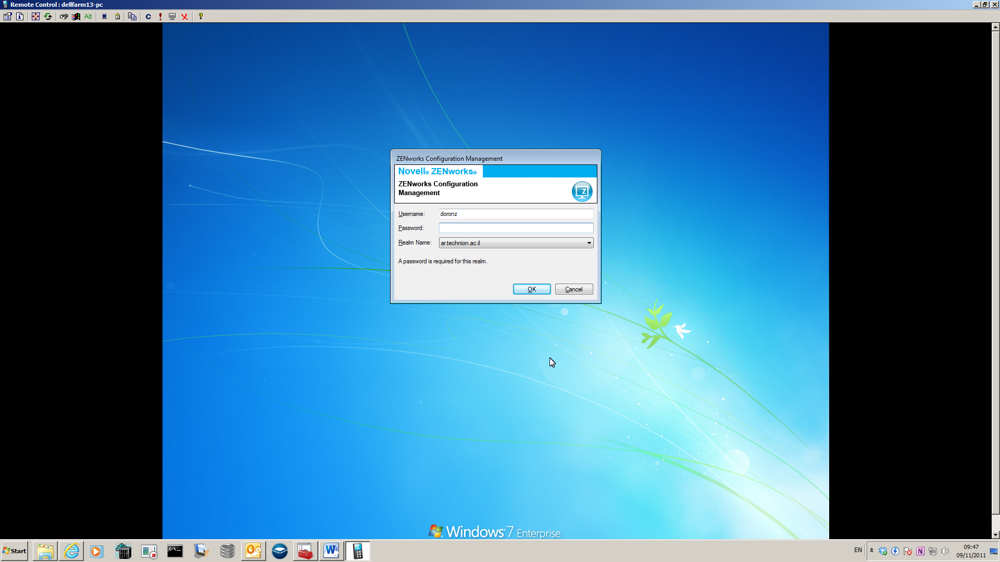 Remote Control : dellfarm13-pc
Alt
C
ZENworks Configuration Management
Novell® ZENworks®
ZENworks Configuration
Management
Z
Username: doronz
Password:
Realm Name: ar.technion.ac.il
A password is required for this realm.
OK Cancel
Windows 7 Enterprise
Start
C:\
EN
09:47
09/11/2011